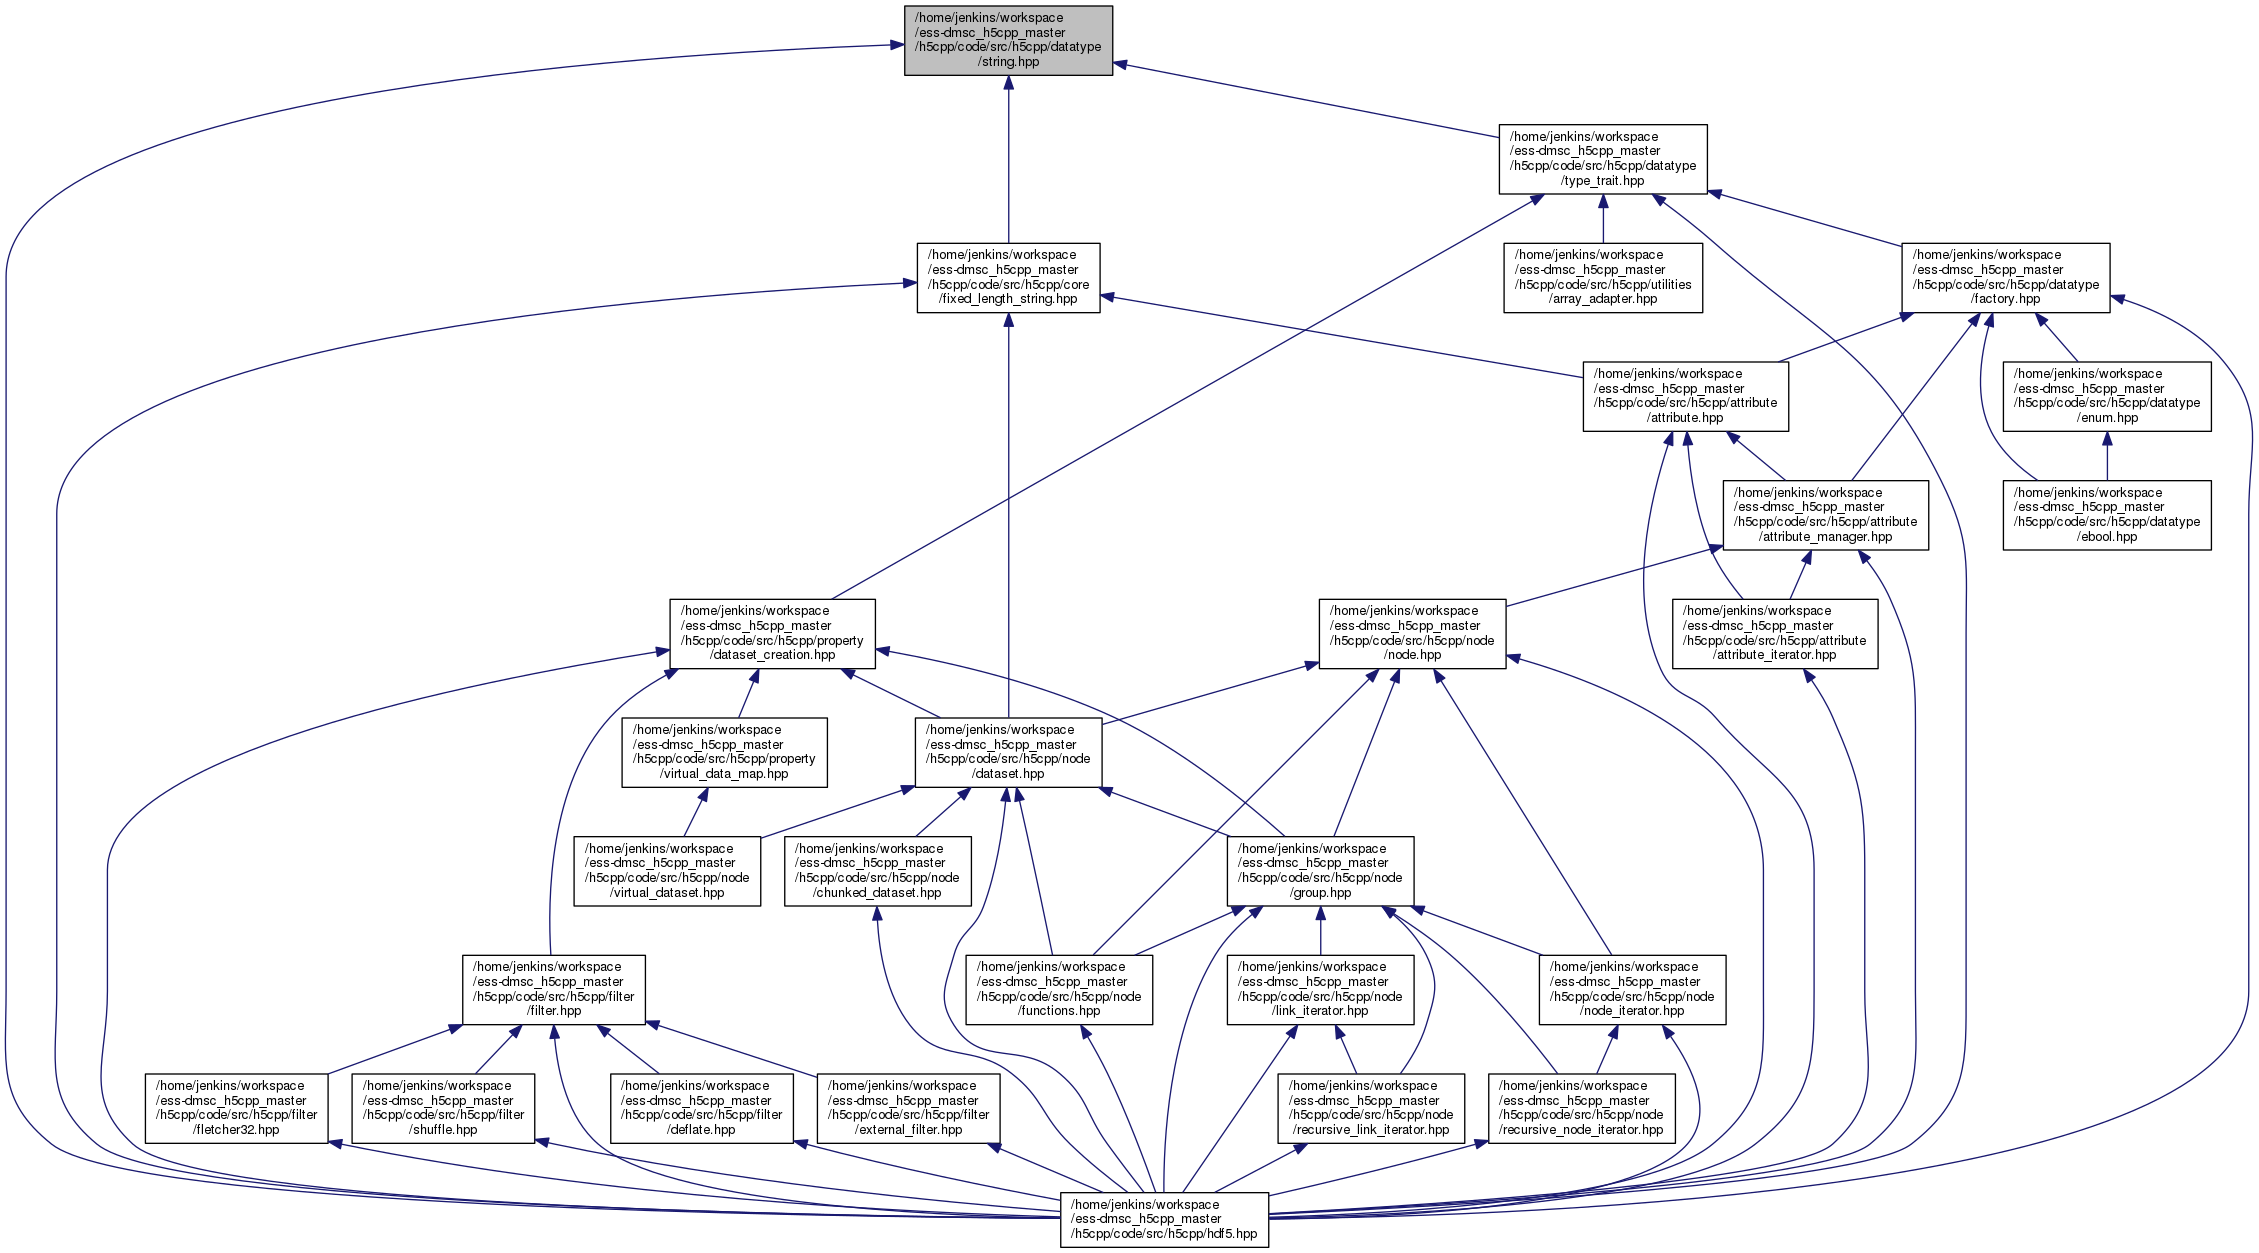 /home/jenkins/workspace
/ess-dmsc_h5cpp_master
/h5cpp/code/src/h5cpp/datatype
/string.hpp
/home/jenkins/workspace
/ess-dmsc_h5cpp_master
/h5cpp/code/src/h5cpp/datatype
/type_trait.hpp
/home/jenkins/workspace
/ess-dmsc_h5cpp_master
/h5cpp/code/src/h5cpp/core
/fixed_length_string.hpp
/home/jenkins/workspace
/ess-dmsc_h5cpp_master
/h5cpp/code/src/h5cpp/utilities
/array_adapter.hpp
/home/jenkins/workspace
/ess-dmsc_h5cpp_master
/h5cpp/code/src/h5cpp/datatype
/factory.hpp
/home/jenkins/workspace
/ess-dmsc_h5cpp_master
/h5cpp/code/src/h5cpp/attribute
/attribute.hpp
/home/jenkins/workspace
/ess-dmsc_h5cpp_master
/h5cpp/code/src/h5cpp/datatype
/enum.hpp
/home/jenkins/workspace
/ess-dmsc_h5cpp_master
/h5cpp/code/src/h5cpp/attribute
/attribute_manager.hpp
/home/jenkins/workspace
/ess-dmsc_h5cpp_master
/h5cpp/code/src/h5cpp/datatype
/ebool.hpp
/home/jenkins/workspace
/ess-dmsc_h5cpp_master
/h5cpp/code/src/h5cpp/property
/dataset_creation.hpp
/home/jenkins/workspace
/ess-dmsc_h5cpp_master
/h5cpp/code/src/h5cpp/node
/node.hpp
/home/jenkins/workspace
/ess-dmsc_h5cpp_master
/h5cpp/code/src/h5cpp/attribute
/attribute_iterator.hpp
/home/jenkins/workspace
/ess-dmsc_h5cpp_master
/h5cpp/code/src/h5cpp/property
/virtual_data_map.hpp
/home/jenkins/workspace
/ess-dmsc_h5cpp_master
/h5cpp/code/src/h5cpp/node
/dataset.hpp
/home/jenkins/workspace
/ess-dmsc_h5cpp_master
/h5cpp/code/src/h5cpp/node
/virtual_dataset.hpp
/home/jenkins/workspace
/ess-dmsc_h5cpp_master
/h5cpp/code/src/h5cpp/node
/chunked_dataset.hpp
/home/jenkins/workspace
/ess-dmsc_h5cpp_master
/h5cpp/code/src/h5cpp/node
/group.hpp
/home/jenkins/workspace
/ess-dmsc_h5cpp_master
/h5cpp/code/src/h5cpp/filter
/filter.hpp
/home/jenkins/workspace
/ess-dmsc_h5cpp_master
/h5cpp/code/src/h5cpp/node
/functions.hpp
/home/jenkins/workspace
/ess-dmsc_h5cpp_master
/h5cpp/code/src/h5cpp/node
/link_iterator.hpp
/home/jenkins/workspace
/ess-dmsc_h5cpp_master
/h5cpp/code/src/h5cpp/node
/node_iterator.hpp
/home/jenkins/workspace
/ess-dmsc_h5cpp_master
/h5cpp/code/src/h5cpp/filter
/fletcher32.hpp
/home/jenkins/workspace
/ess-dmsc_h5cpp_master
/h5cpp/code/src/h5cpp/filter
/shuffle.hpp
/home/jenkins/workspace
/ess-dmsc_h5cpp_master
/h5cpp/code/src/h5cpp/filter
/deflate.hpp
/home/jenkins/workspace
/ess-dmsc_h5cpp_master
/h5cpp/code/src/h5cpp/filter
/external_filter.hpp
/home/jenkins/workspace
/ess-dmsc_h5cpp_master
/h5cpp/code/src/h5cpp/node
/recursive_link_iterator.hpp
/home/jenkins/workspace
/ess-dmsc_h5cpp_master
/h5cpp/code/src/h5cpp/node
/recursive_node_iterator.hpp
/home/jenkins/workspace
/ess-dmsc_h5cpp_master
/h5cpp/code/src/h5cpp/hdf5.hpp